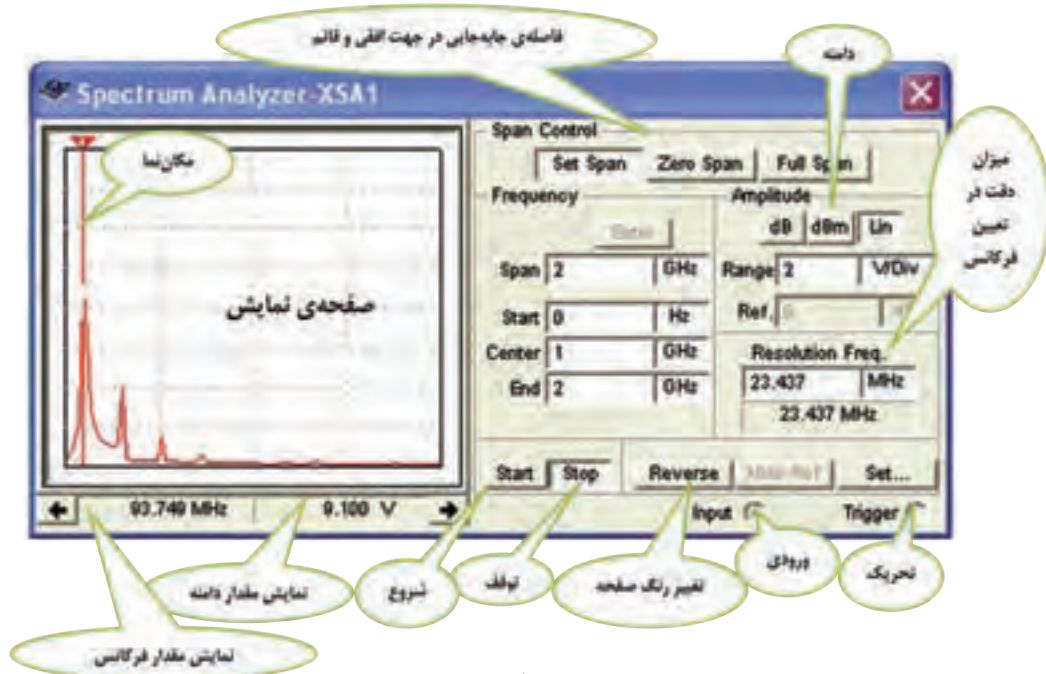 فاصله‌ی جابه‌جایی در جهت افقی و قائم
دامنه
Spectrum Analyzer-XSA1
مکان‌نما
صفحه‌ی نمایش
Span Control
Set Span Zero Span Full Span
میزان
دقت در
تعیین
فرکانس
Frequency
Amplitude
dB dBm Lin
Span 2 GHz
Range 2 V/Div
Start 0 Hz
Ref.
Center 1 GHz
Resolution Freq.
End 2 GHz
23.437 MHz
23.437 MHz
Start Stop Reverse Set...
93.749 MHz 9.100 V
Input Trigger
نمایش مقدار دامنه
شروع
توقف
تغییر رنگ صفحه
ورودی
تحریک
نمایش مقدار فرکانس